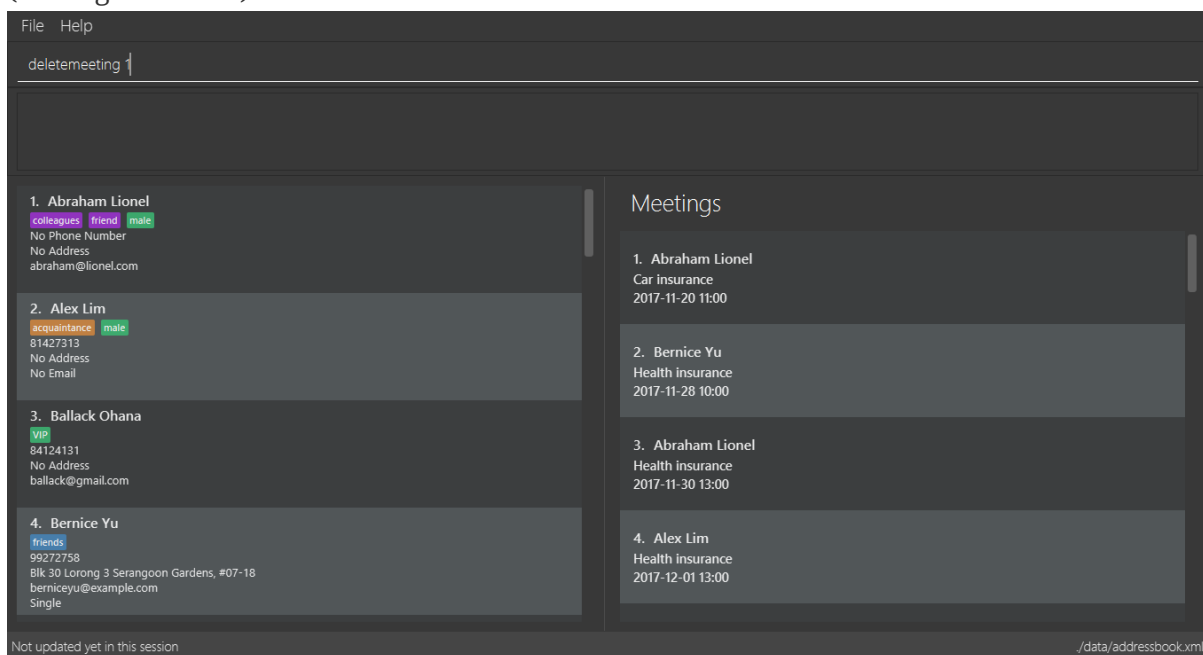 File Help
deletemeeting 1
1. Abraham Lionel
colleagues friend male
No Phone Number
No Address
abraham@lionel.com
2. Alex Lim
acquaintance male
81427313
No Address
No Email
3. Ballack Ohana
VIP
84124131
No Address
ballack@gmail.com
4. Bernice Yu
friends
99272758
Blk 30 Lorong 3 Serangoon Gardens, #07-18
berniceyu@example.com
Single
Meetings
1. Abraham Lionel
Car insurance
2017-11-20 11:00
2. Bernice Yu
Health insurance
2017-11-28 10:00
3. Abraham Lionel
Health insurance
2017-11-30 13:00
4. Alex Lim
Health insurance
2017-12-01 13:00
Not updated yet in this session
./data/addressbook.xml